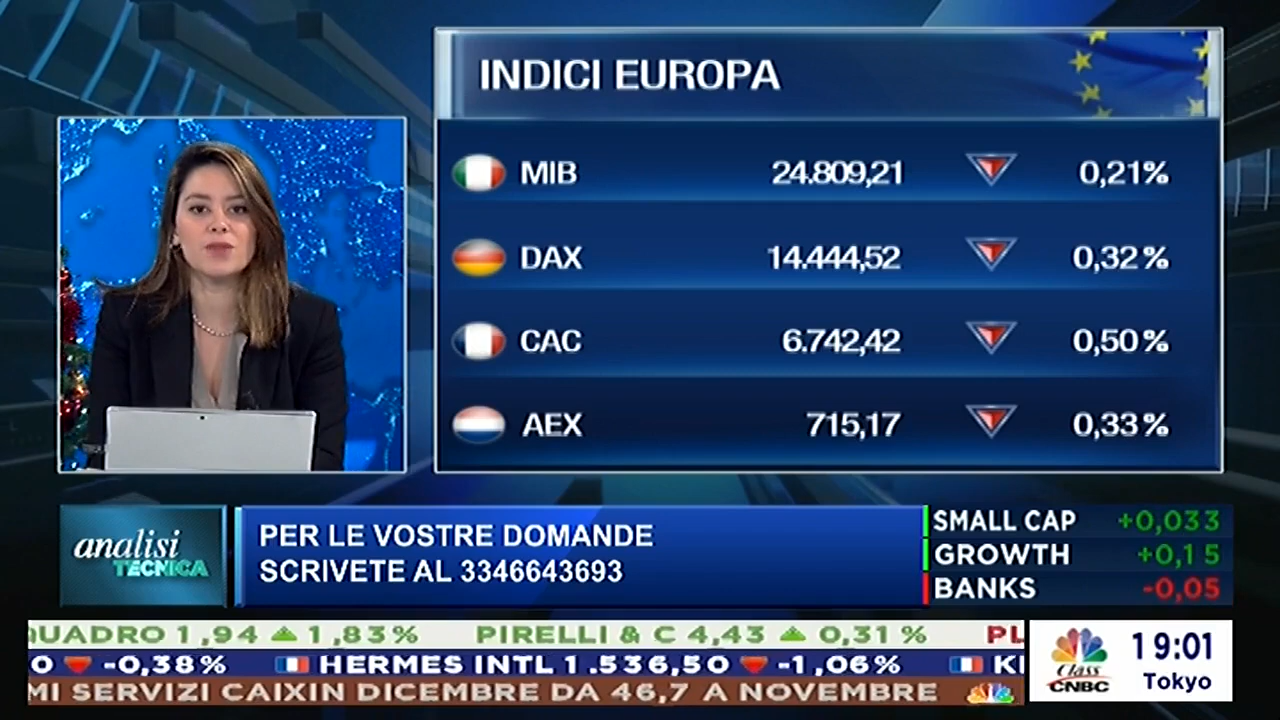 INDICI EUROPA
MIB 24.809,21 0,21%
DAX 14.444,52 0,32%
CAC 6.742,42 0,50%
AEX 715,17 0,33%
analisi
TECNICA
PER LE VOSTRE DOMANDE
SCRIVETE AL 3346643693
SMALL CAP +0,033
GROWTH +0,15
BANKS -0,05
QUADRO 1,94 1,83% PIRELLI & C 4,43 0,31%
-0,38% HERMES INTL 1.536,50 -1,06%
SERVIZI CAIXIN DICEMBRE DA 46,7 A NOVEMBRE
Class
CNBC
19:01
Tokyo